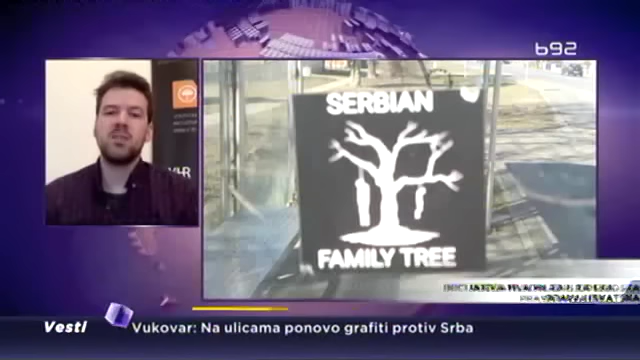 b92
SERBIAN
FAMILY TREE
Vesti
Vukovar: Na ulicama ponovo grafiti protiv Srba